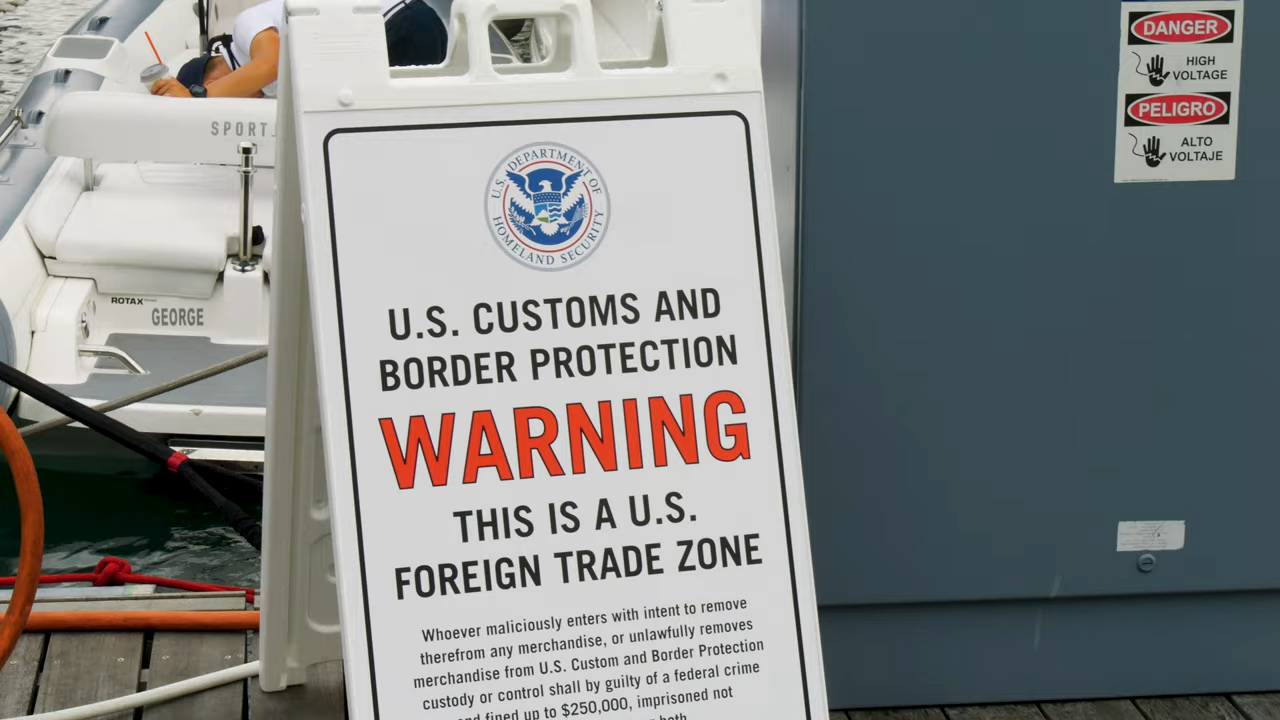 SPORT
ROTAX
GEORGE
U.S. DEPARTMENT OF
HOMELAND SECURITY
U.S. CUSTOMS AND
BORDER PROTECTION
WARNING
THIS IS A U.S.
FOREIGN TRADE ZONE
Whoever maliciously enters with intent to remove
therefrom any merchandise, or unlawfully removes
merchandise from U.S. Custom and Border Protection
custody or control shall by guilty of a federal crime
and fined up to $250,000, imprisoned not
both
DANGER
HIGH
VOLTAGE
PELIGRO
ALTO
VOLTAJE